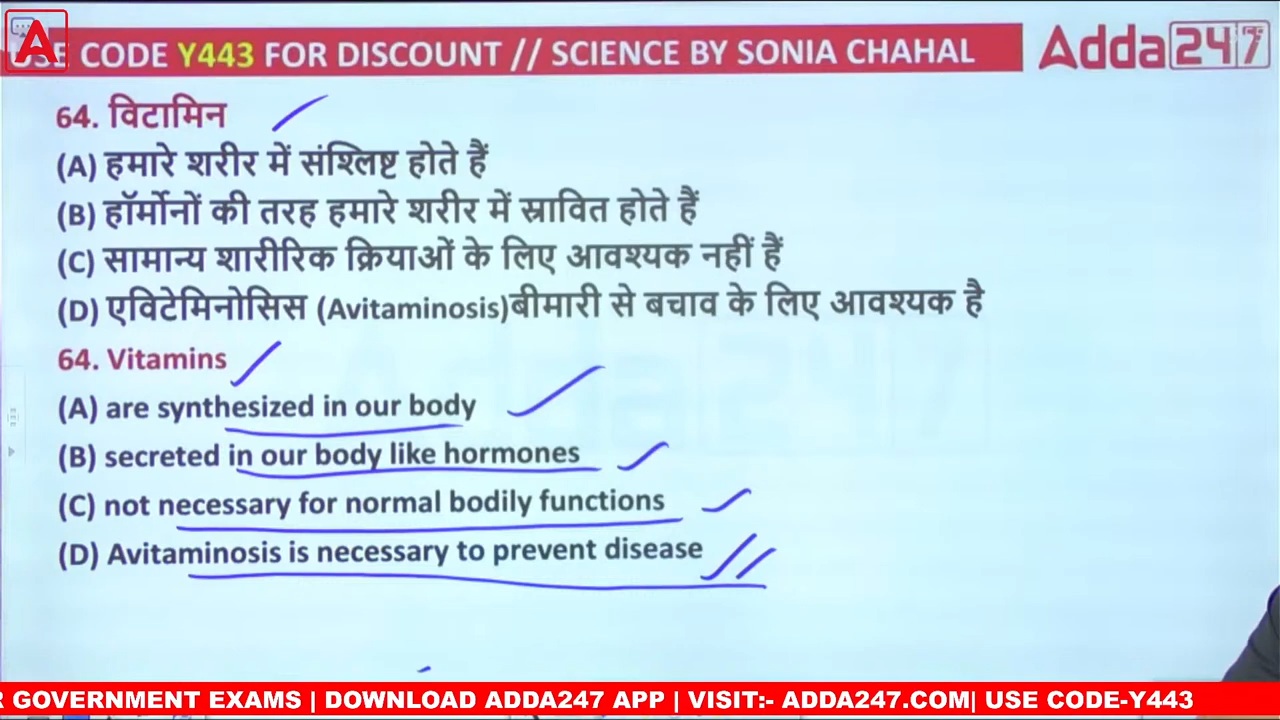 USE CODE Y443 FOR DISCOUNT // SCIENCE BY SONIA CHAHAL
Adda247
64. विटामिन
(A) हमारे शरीर में संश्लिष्ट होते हैं
(B) हॉर्मोनों की तरह हमारे शरीर में स्रावित होते हैं
(C) सामान्य शारीरिक क्रियाओं के लिए आवश्यक नहीं हैं
(D) एविटेमिनोसिस (Avitaminosis)बीमारी से बचाव के लिए आवश्यक है
64. Vitamins
(A) are synthesized in our body
(B) secreted in our body like hormones
(C) not necessary for normal bodily functions
(D) Avitaminosis is necessary to prevent disease
R GOVERNMENT EXAMS | DOWNLOAD ADDA247 APP | VISIT:- ADDA247.COM| USE CODE-Y443